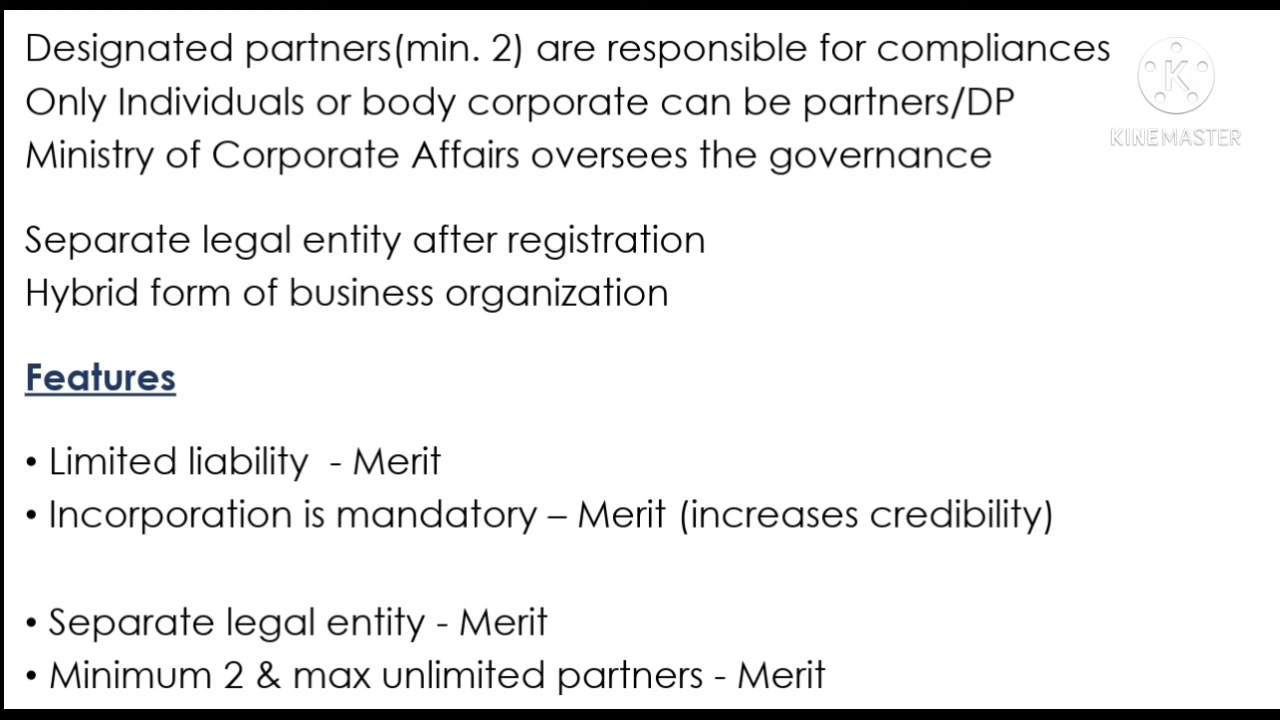 Designated partners(min. 2) are responsible for compliances
Only Individuals or body corporate can be partners/DP
Ministry of Corporate Affairs oversees the governance
K
KINEMASTER
Separate legal entity after registration
Hybrid form of business organization
Features
• Limited liability - Merit
• Incorporation is mandatory – Merit (increases credibility)
• Separate legal entity - Merit
• Minimum 2 & max unlimited partners - Merit